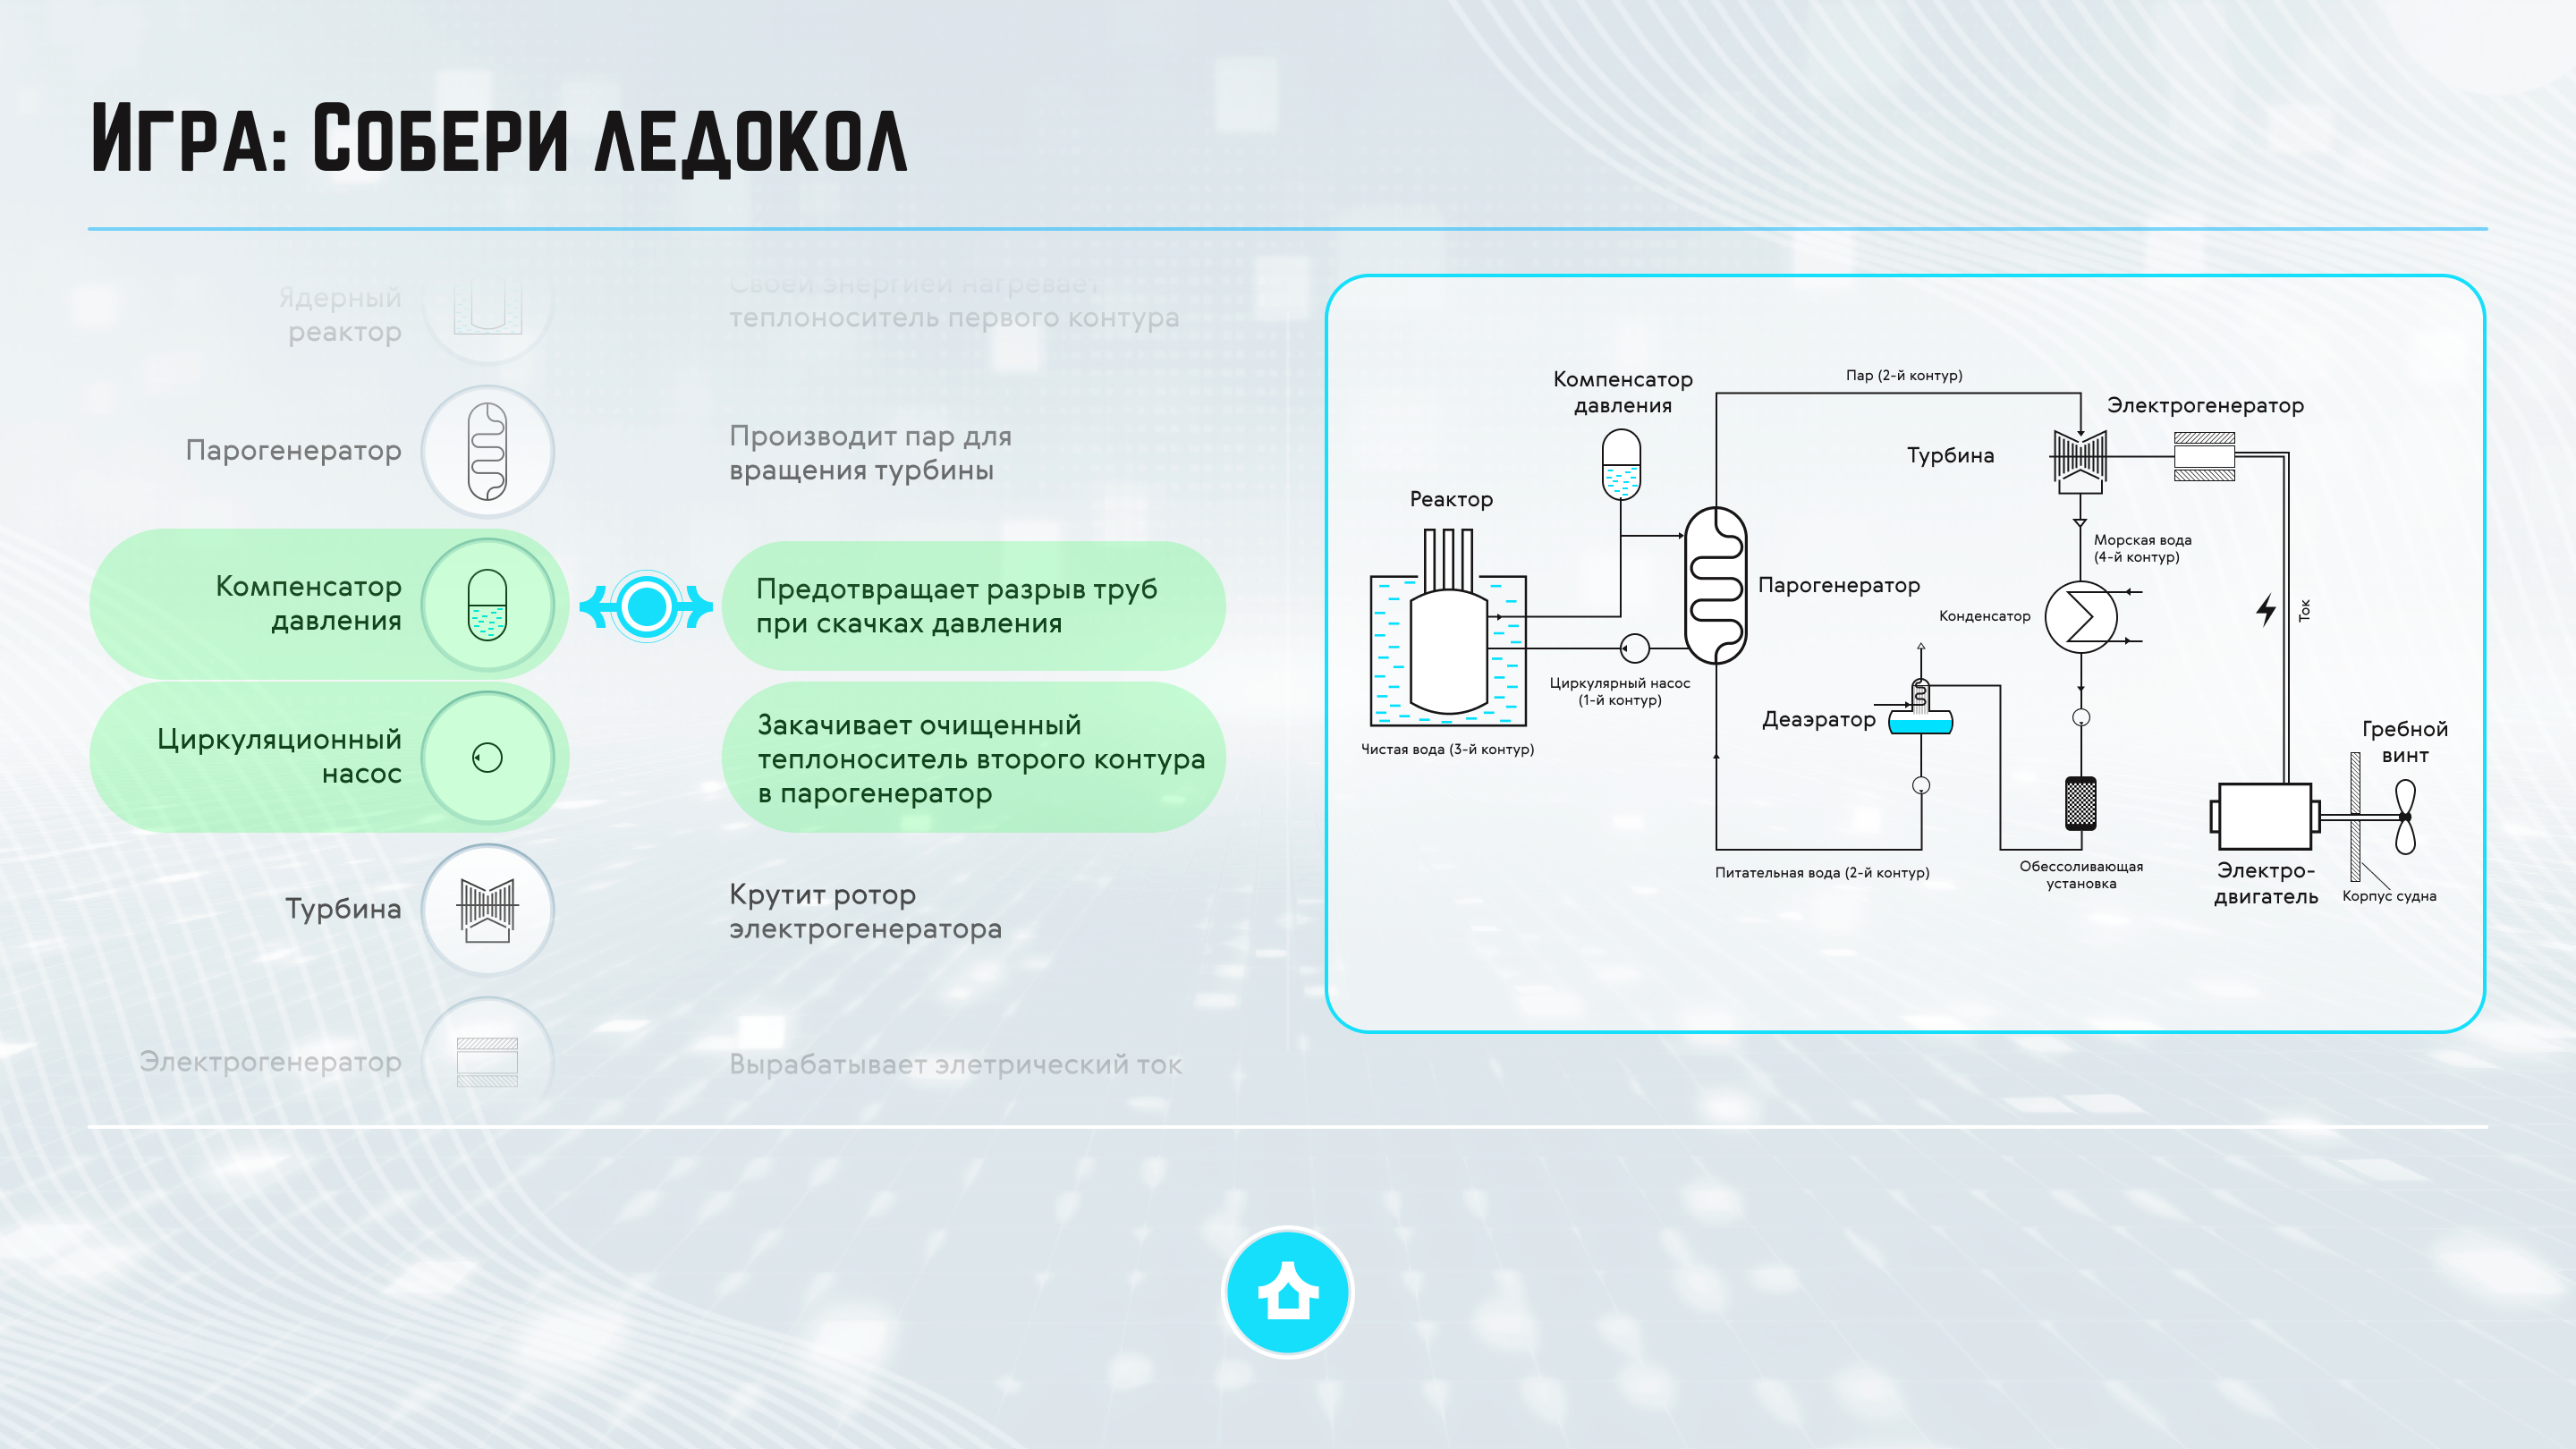 Игра: Собери ледокол
Ядерный
реактор
Своей энергией нагревает
теплоноситель первого контура
Парогенератор
Производит пар для
вращения турбины
Компенсатор
давления
Предотвращает разрыв труб
при скачках давления
Циркуляционный
насос
Закачивает очищенный
теплоноситель второго контура
в парогенератор
Турбина
Крутит ротор
электрогенератора
Электрогенератор
Вырабатывает элетрический ток
Компенсатор
давления
Пар (2-й контур)
Электрогенератор
Турбина
Реактор
Морская вода
(4-й контур)
Парогенератор
Конденсатор
Ток
Циркулярный насос
(1-й контур)
Деаэратор
Чистая вода (3-й контур)
Гребной
винт
Питательная вода (2-й контур)
Обессоливающая
установка
Электро-
двигатель
Корпус судна